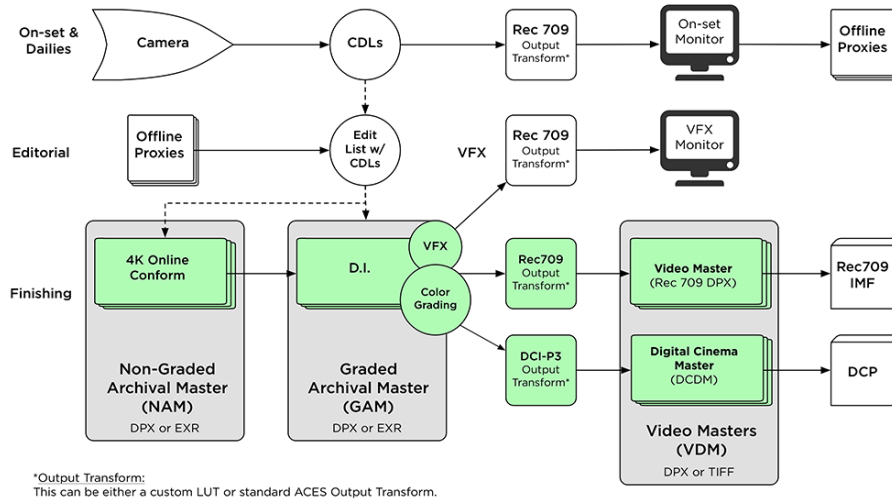 On-set &
Dailies
Camera
CDLs
Rec 709
Output
Transform*
On-set
Monitor
Offline
Proxies
Editorial
Offline
Proxies
Edit
List w/
CDLs
VFX
Rec 709
Output
Transform*
VFX
Monitor
Finishing
4K Online
Conform
D.I.
VFX
Color
Grading
Rec709
Output
Transform*
Video Master
(Rec 709 DPX)
Rec709
IMF
DCI-P3
Output
Transform*
Digital Cinema
Master
(DCDM)
DCP
Non-Graded
Archival Master
(NAM)
DPX or EXR
Graded
Archival Master
(GAM)
DPX or EXR
Video Masters
(VDM)
DPX or TIFF
*Output Transform:
This can be either a custom LUT or standard ACES Output Transform.